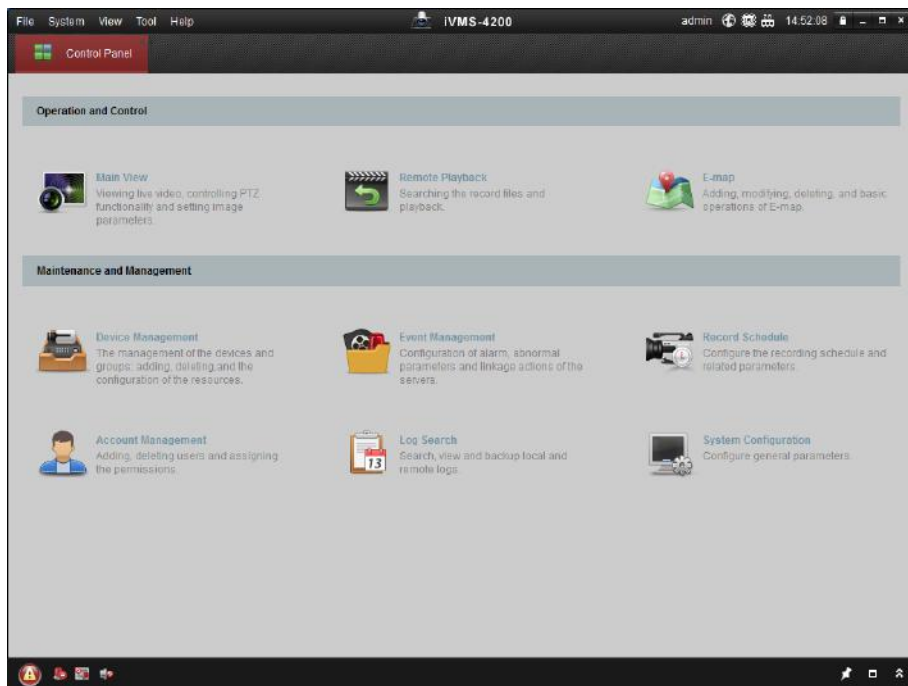 File System View Tool Help iVMS-4200 admin 14:52:08
Control Panel
Operation and Control
Main View
Viewing live video, controlling PTZ
functionality and setting image
parameters.
Remote Playback
Searching the record files and
playback.
E-map
Adding, modifying, deleting, and basic
operations of E-map.
Maintenance and Management
Device Management
The management of the devices and
groups: adding, deleting,and the
configuration of the resources.
Event Management
Configuration of alarm, abnormal
parameters and linkage actions of the
servers.
Record Schedule
Configure the recording schedule and
related parameters.
Account Management
Adding, deleting users and assigning
the permissions.
Log Search
Search, view and backup local and
remote logs.
13
System Configuration
Configure general parameters.